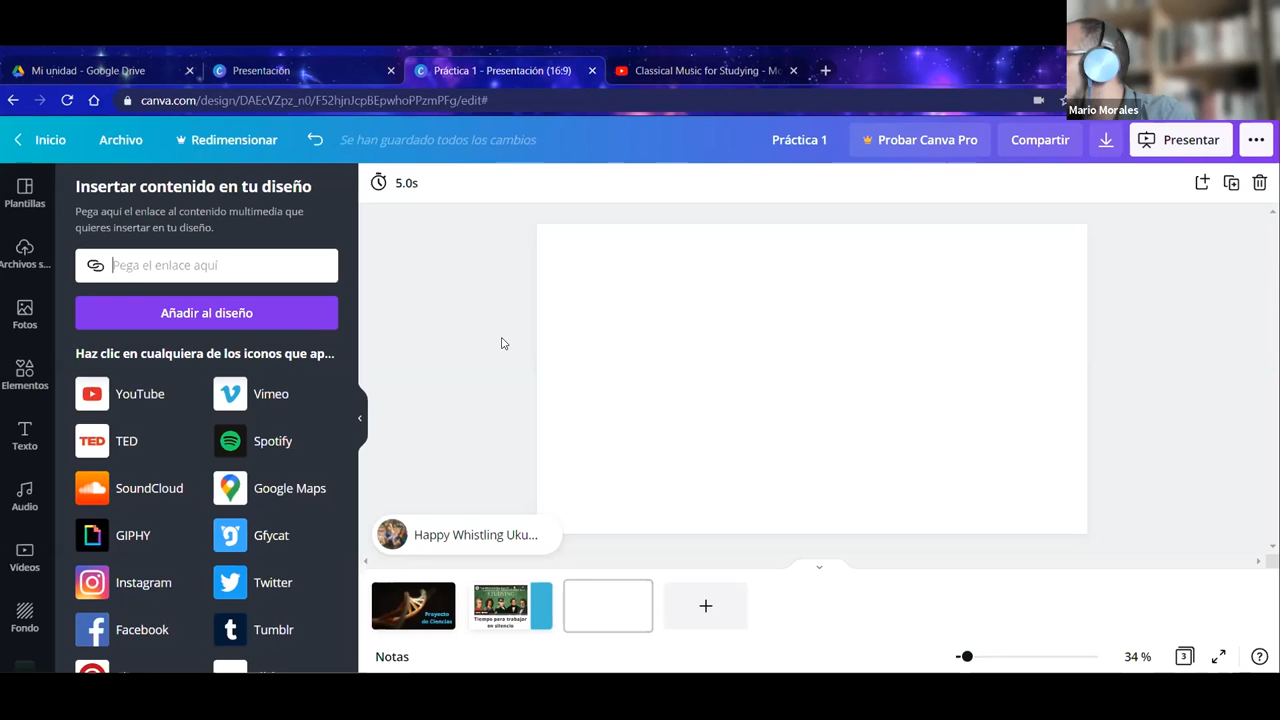 Mi unidad - Google Drive
Presentación
Práctica 1 - Presentación (16:9)
Classical Music for Studying - Mo
canva.com/design/DAEcVZpz_n0/F52hjnJcpBEpwhoPPzmPFg/edit#
Mario Morales
Inicio
Archivo
Redimensionar
Se han guardado todos los cambios
Práctica 1
Probar Canva Pro
Compartir
Presentar
Plantillas
Archivos s...
Fotos
Elementos
Texto
Audio
Vídeos
Fondo
Insertar contenido en tu diseño
Pega aquí el enlace al contenido multimedia que
quieres insertar en tu diseño.
Pega el enlace aquí
Añadir al diseño
Haz clic en cualquiera de los iconos que ap...
YouTube
Vimeo
TED
TED
Spotify
SoundCloud
Google Maps
GIPHY
Gfycat
Instagram
Twitter
Facebook
Tumblr
5.0s
Happy Whistling Uku...
Proyecto
de Ciencias
STUDYING
Tiempo para trabajar
en silencio
Notas
34 %
3